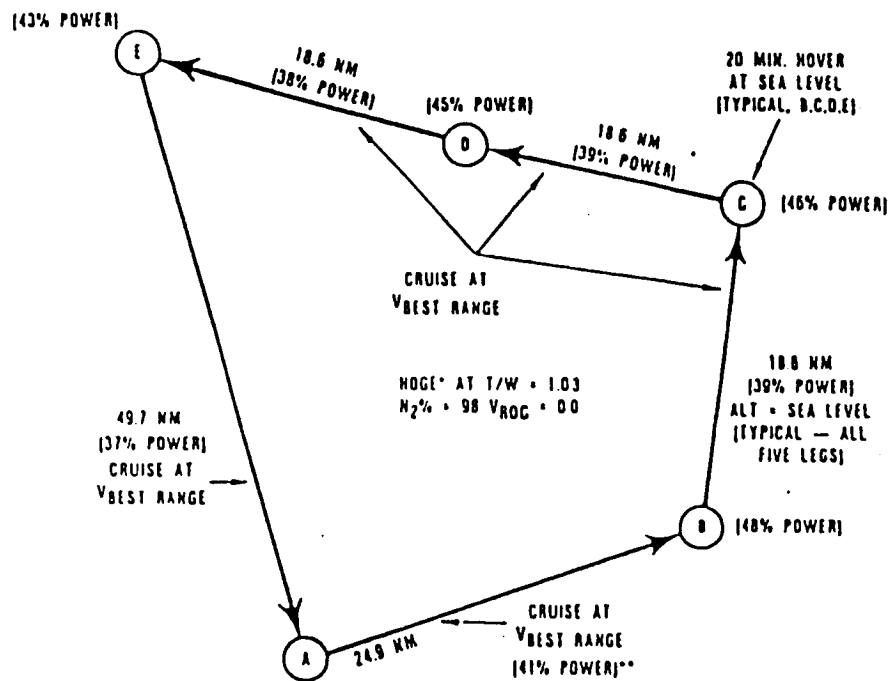 [43% POWER]
E
18.6 NM
[38% POWER]
[45% POWER]
D
18.6 NM
[39% POWER]
20 MIN. HOVER
AT SEA LEVEL
[TYPICAL, B,C,D,E]
C
[46% POWER]
CRUISE AT
VBEST RANGE
HOGE* AT T/W = 1.03
N2% = 98 VROC = 0.0
18.6 NM
[39% POWER]
ALT = SEA LEVEL
[TYPICAL — ALL
FIVE LEGS]
49.7 NM
[37% POWER]
CRUISE AT
VBEST RANGE
B
[48% POWER]
A
24.9 NM
CRUISE AT
VBEST RANGE
[41% POWER]**